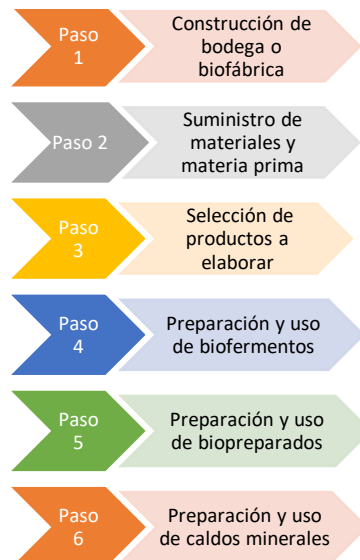 Paso
1
Construcción de
bodega o
biofábrica
Paso 2
Suministro de
materiales y
materia prima
Paso
3
Selección de
productos a
elaborar
Paso
4
Preparación y uso
de biofermentos
Paso
5
Preparación y uso
de biopreparados
Paso
6
Preparación y uso
de caldos minerales